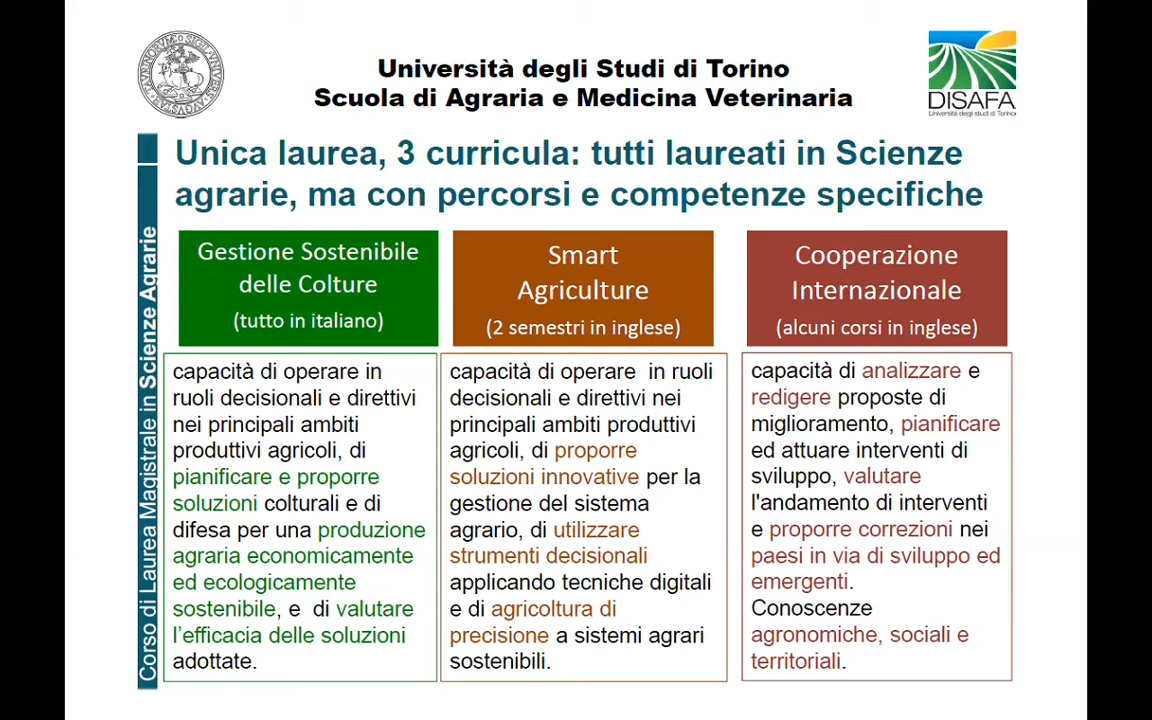 Università degli Studi di Torino
Scuola di Agraria e Medicina Veterinaria
DISAFA
Università degli studi di Torino
Unica laurea, 3 curricula: tutti laureati in Scienze
agrarie, ma con percorsi e competenze specifiche
Corso di Laurea Magistrale in Scienze Agrarie
Gestione Sostenibile
delle Colture
(tutto in italiano)
capacità di operare in
ruoli decisionali e direttivi
nei principali ambiti
produttivi agricoli, di
pianificare e proporre
soluzioni colturali e di
difesa per una produzione
agraria economicamente
ed ecologicamente
sostenibile, e di valutare
l’efficacia delle soluzioni
adottate.
Smart
Agriculture
(2 semestri in inglese)
capacità di operare in ruoli
decisionali e direttivi nei
principali ambiti produttivi
agricoli, di proporre
soluzioni innovative per la
gestione del sistema
agrario, di utilizzare
strumenti decisionali
applicando tecniche digitali
e di agricoltura di
precisione a sistemi agrari
sostenibili.
Cooperazione
Internazionale
(alcuni corsi in inglese)
capacità di analizzare e
redigere proposte di
miglioramento, pianificare
ed attuare interventi di
sviluppo, valutare
l'andamento di interventi
e proporre correzioni nei
paesi in via di sviluppo ed
emergenti.
Conoscenze
agronomiche, sociali e
territoriali.